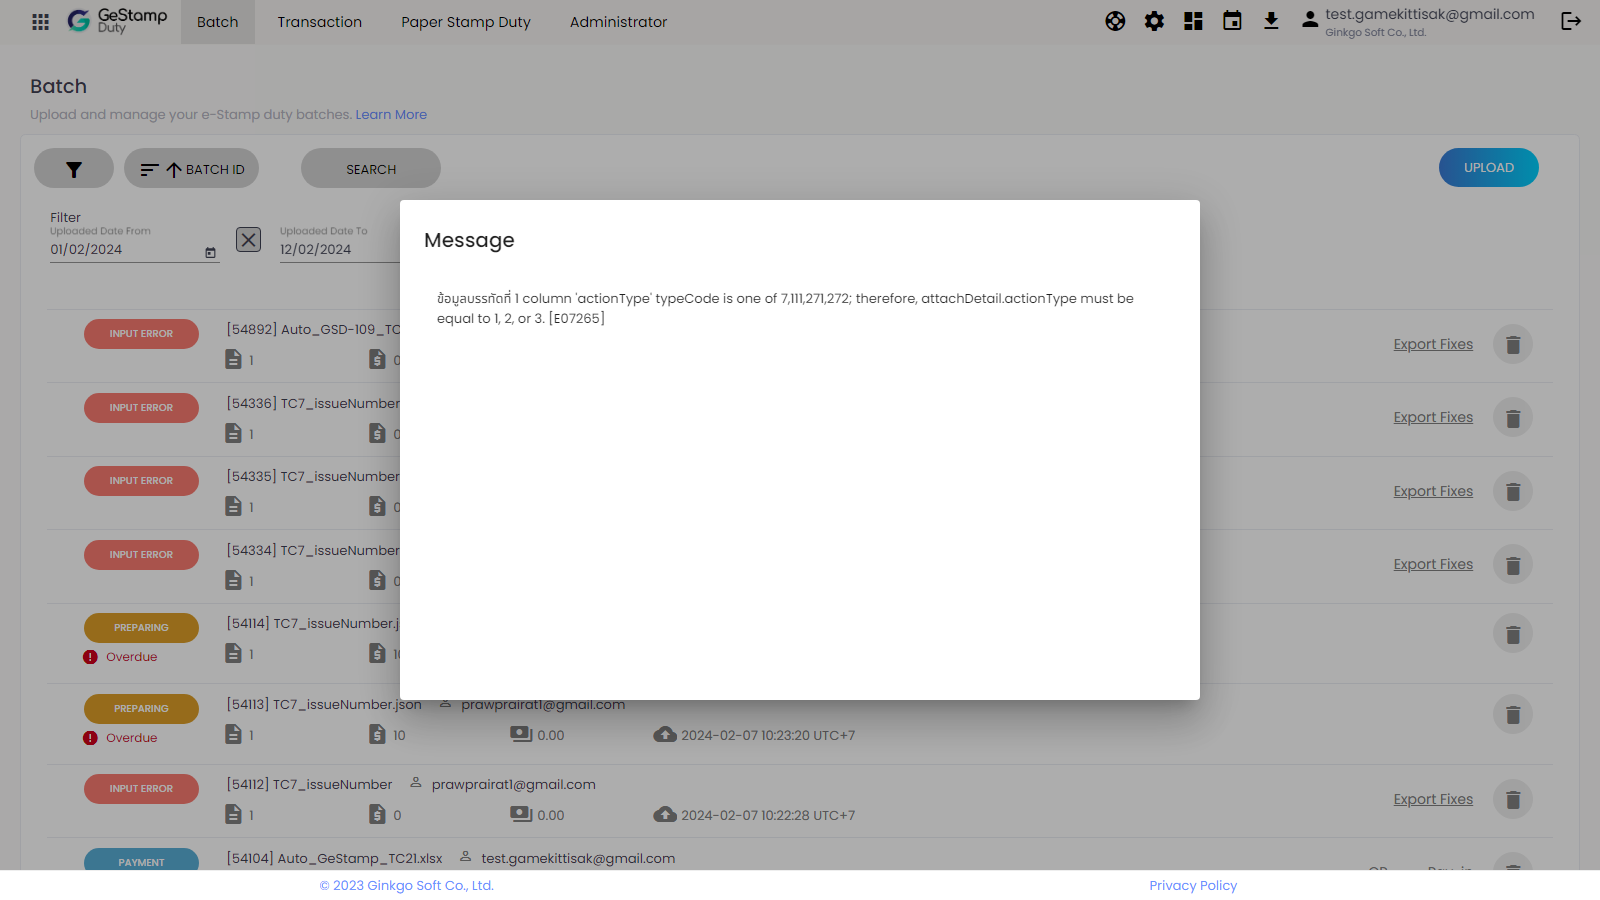 GeStamp
Duty
Batch
Transaction
Paper Stamp Duty
Administrator
test.gamekittisak@gmail.com
Ginkgo Soft Co., Ltd.
Batch
Upload and manage your e-Stamp duty batches. Learn More
BATCH ID
SEARCH
UPLOAD
Filter
Uploaded Date From
01/02/2024
Uploaded Date To
12/02/2024
Message
ข้อมูลบรรทัดที่ 1 column 'actionType' typeCode is one of 7,111,271,272; therefore, attachDetail.actionType must be
equal to 1, 2, or 3. [E07265]
INPUT ERROR
[54892] Auto_GSD-109_TC
1
0
Export Fixes
INPUT ERROR
[54336] TC7_issueNumber
1
0
Export Fixes
INPUT ERROR
[54335] TC7_issueNumber
1
0
Export Fixes
INPUT ERROR
[54334] TC7_issueNumber
1
0
Export Fixes
PREPARING
Overdue
[54114] TC7_issueNumber.j
1
PREPARING
Overdue
[54113] TC7_issueNumber.json prawprairat1@gmail.com
1
10
0.00
2024-02-07 10:23:20 UTC+7
INPUT ERROR
[54112] TC7_issueNumber prawprairat1@gmail.com
1
0
0.00
2024-02-07 10:22:28 UTC+7
Export Fixes
PAYMENT
[54104] Auto_GeStamp_TC21.xlsx test.gamekittisak@gmail.com
© 2023 Ginkgo Soft Co., Ltd.
Privacy Policy